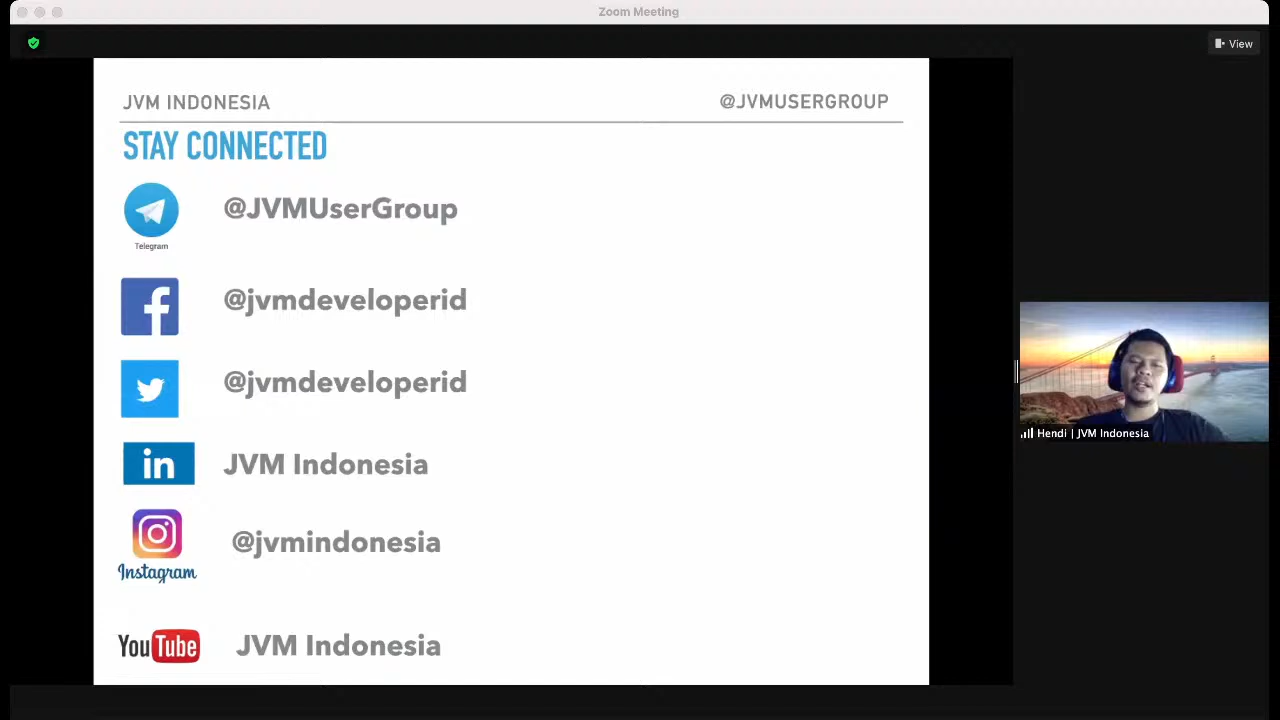 Zoom Meeting
View
JVM INDONESIA
@JVMUSERGROUP
STAY CONNECTED
Telegram
@JVMUserGroup
f
@jvmdeveloperid
@jvmdeveloperid
in
JVM Indonesia
Instagram
@jvmindonesia
YouTube
JVM Indonesia
Hendi | JVM Indonesia